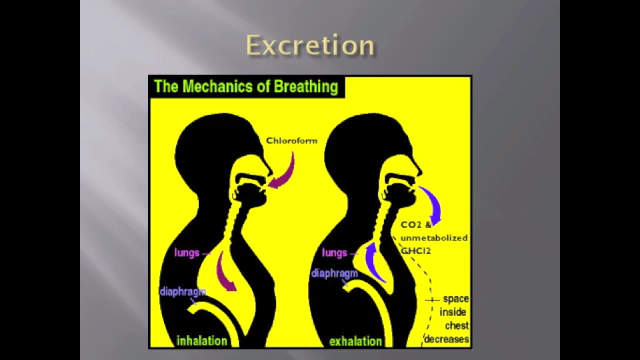 Excretion
The Mechanics of Breathing
Chloroform
lungs
diaphragm
inhalation
CO2 &
unmetabolized
CHCl2
lungs
diaphragm
exhalation
space
inside
chest
decreases